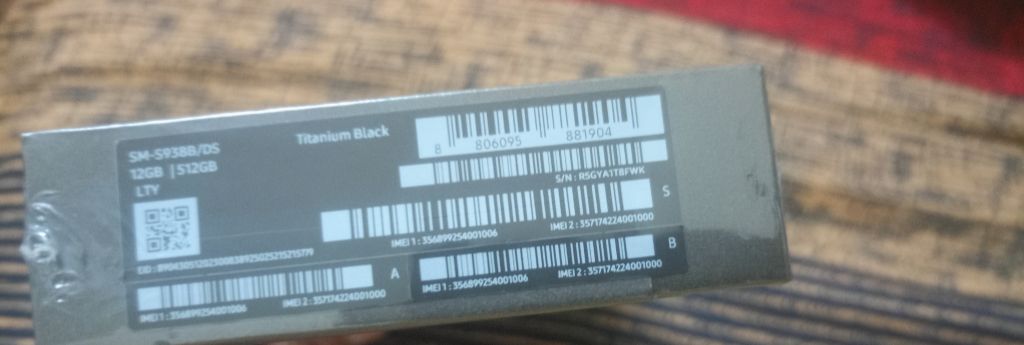 SM-S938B/DS
12GB | 512GB
LTY
Titanium Black
8 806095 881904
S/N : R5GYA1T8FWK
S
IMEI 1 : 356899254001006 IMEI 2 : 357174224001000
EID :
A
IMEI 1 : 356899254001006 IMEI 2 : 357174224001000
B
IMEI 1 : 356899254001006 IMEI 2 : 357174224001000